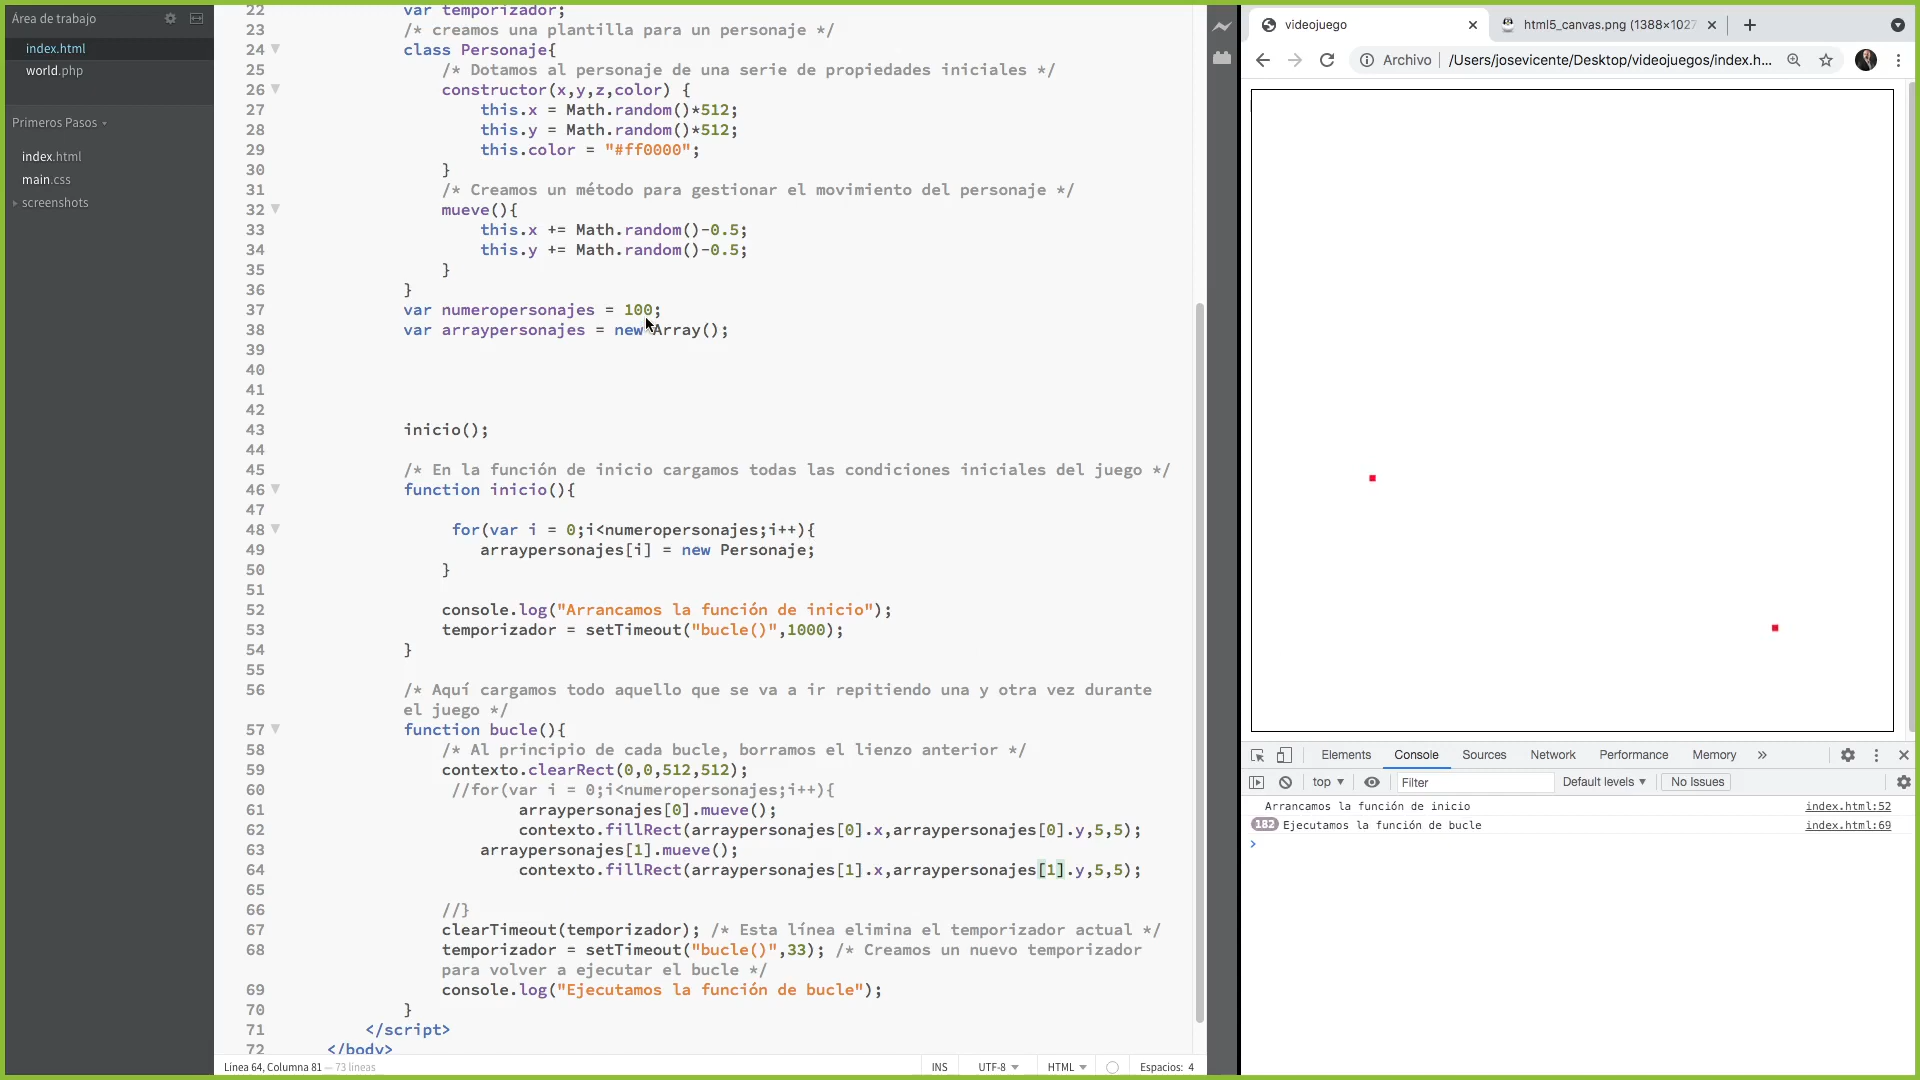 Área de trabajo
index.html
world.php
Primeros Pasos
index.html
main.css
screenshots
22 var temporizador;
23 /* creamos una plantilla para un personaje */
24 class Personaje{
25 /* Dotamos al personaje de una serie de propiedades iniciales */
26 constructor(x,y,z,color) {
27 this.x = Math.random()*512;
28 this.y = Math.random()*512;
29 this.color = "#ff0000";
30 }
31 /* Creamos un método para gestionar el movimiento del personaje */
32 mueve(){
33 this.x += Math.random()-0.5;
34 this.y += Math.random()-0.5;
35 }
36 }
37 var numeropersonajes = 100;
38 var arraypersonajes = new Array();
39
40
41
42
43 inicio();
44
45 /* En la función de inicio cargamos todas las condiciones iniciales del juego */
46 function inicio(){
47
48 for(var i = 0;i<numeropersonajes;i++){
49 arraypersonajes[i] = new Personaje;
50 }
51
52 console.log("Arrancamos la función de inicio");
53 temporizador = setTimeout("bucle()",1000);
54 }
55
56 /* Aquí cargamos todo aquello que se va a ir repitiendo una y otra vez durante
el juego */
57 function bucle(){
58 /* Al principio de cada bucle, borramos el lienzo anterior */
59 contexto.clearRect(0,0,512,512);
60 //for(var i = 0;i<numeropersonajes;i++){
61 arraypersonajes[0].mueve();
62 contexto.fillRect(arraypersonajes[0].x,arraypersonajes[0].y,5,5);
63 arraypersonajes[1].mueve();
64 contexto.fillRect(arraypersonajes[1].x,arraypersonajes[1].y,5,5);
65
66 //}
67 clearTimeout(temporizador); /* Esta línea elimina el temporizador actual */
68 temporizador = setTimeout("bucle()",33); /* Creamos un nuevo temporizador
para volver a ejecutar el bucle */
69 console.log("Ejecutamos la función de bucle");
70 }
71 </script>
72 </body>
Línea 64, Columna 81 — 73 líneas
INS
UTF-8
HTML
Espacios: 4
videojuego
html5_canvas.png (1388×1027
Archivo
/Users/josevicente/Desktop/videojuegos/index.h...
Elements
Console
Sources
Network
Performance
Memory
top
Filter
Default levels
No Issues
Arrancamos la función de inicio index.html:52
182 Ejecutamos la función de bucle index.html:69